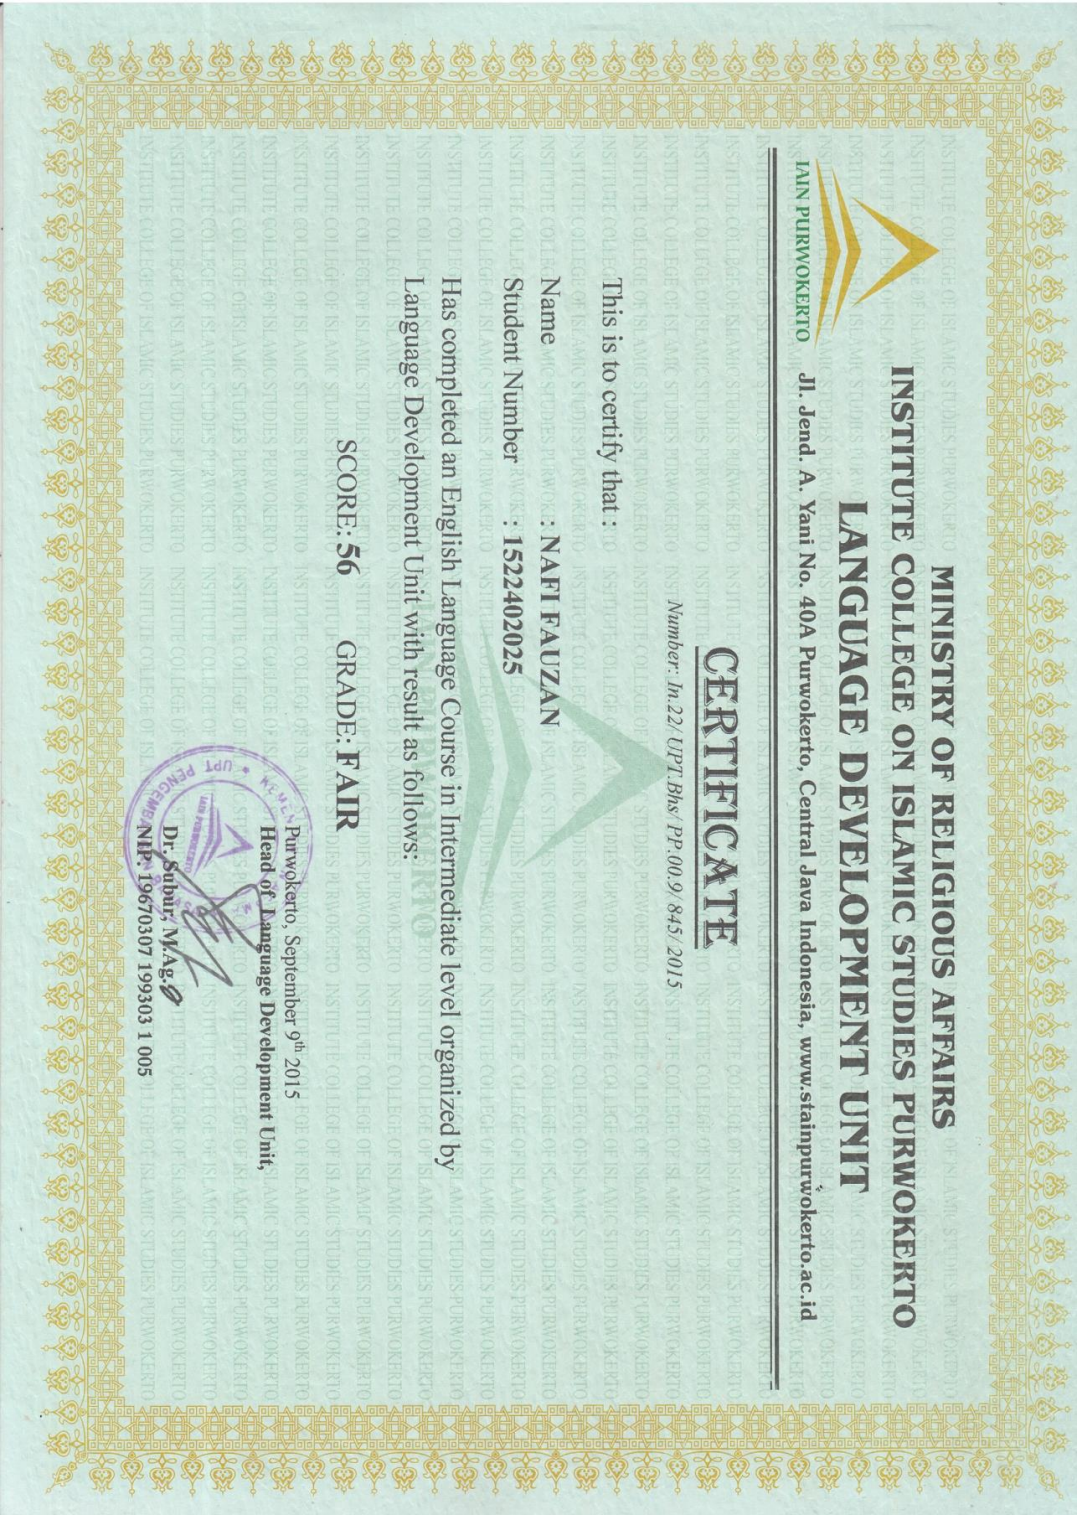 MINISTRY OF RELIGIOUS AFFAIRS
INSTITUTE COLLEGE ON ISLAMIC STUDIES PURWOKERTO
LANGUAGE DEVELOPMENT UNIT
IAIN PURWOKERTO
Jl. Jend. A. Yani No. 40A Purwokerto, Central Java Indonesia, www.stainpurwokerto.ac.id
CERTIFICATE
Number: In.22/ UPT.Bhs/ PP.00.9/ 845/ 2015
This is to certify that :
Name : NAFI FAUZAN
Student Number : 1522402025
Has completed an English Language Course in Intermediate level organized by
Language Development Unit with result as follows:
SCORE: 56 GRADE: FAIR
Purwokerto, September 9th 2015
Head of Language Development Unit,
Dr. Subur, M.Ag.
NIP. 19670307 199303 1 005
IAIN PURWOKERTO